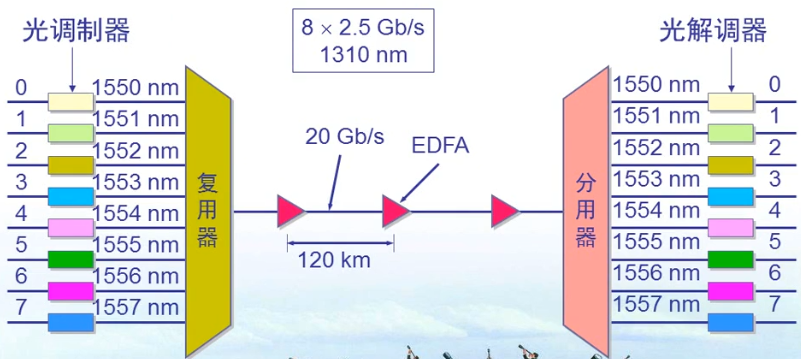 光调制器
8 × 2.5 Gb/s
1310 nm
光解调器
0 1550 nm
1 1551 nm
2 1552 nm
3 1553 nm
4 1554 nm
5 1555 nm
6 1556 nm
7 1557 nm
复用器
20 Gb/s
EDFA
120 km
分用器
1550 nm 0
1551 nm 1
1552 nm 2
1553 nm 3
1554 nm 4
1555 nm 5
1556 nm 6
1557 nm 7